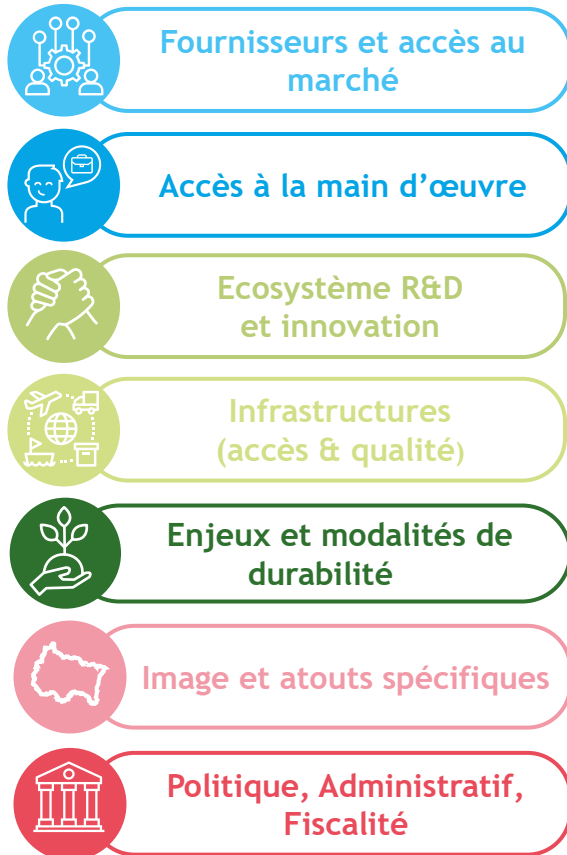 Fournisseurs et accès au
marché
Accès à la main d’œuvre
Ecosystème R&D
et innovation
Infrastructures
(accès & qualité)
Enjeux et modalités de
durabilité
Image et atouts spécifiques
Politique, Administratif,
Fiscalité